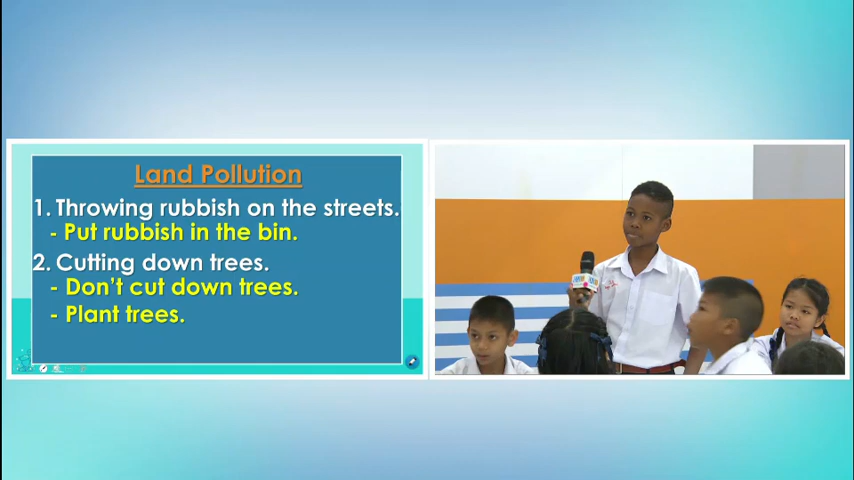 Land Pollution
1. Throwing rubbish on the streets.
- Put rubbish in the bin.
2. Cutting down trees.
- Don't cut down trees.
- Plant trees.